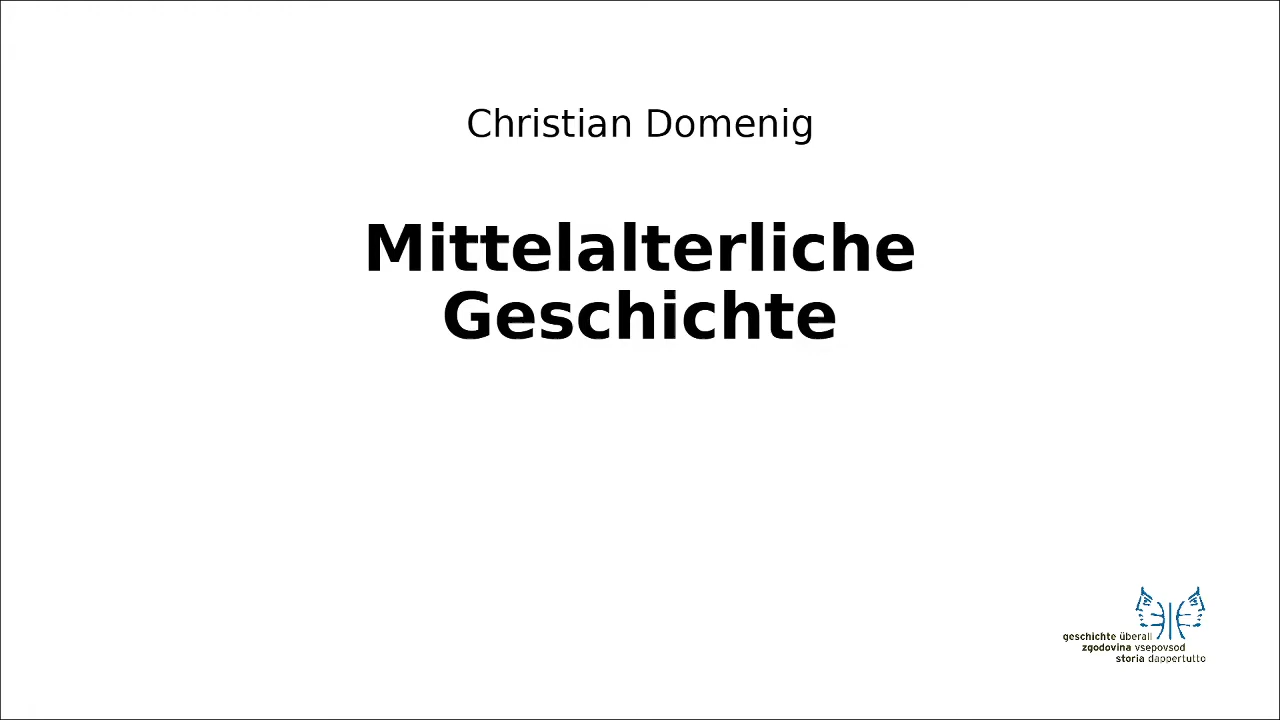 Christian Domenig
Mittelalterliche
Geschichte
geschichte überall
zgodovina vsepovsod
storia dappertutto